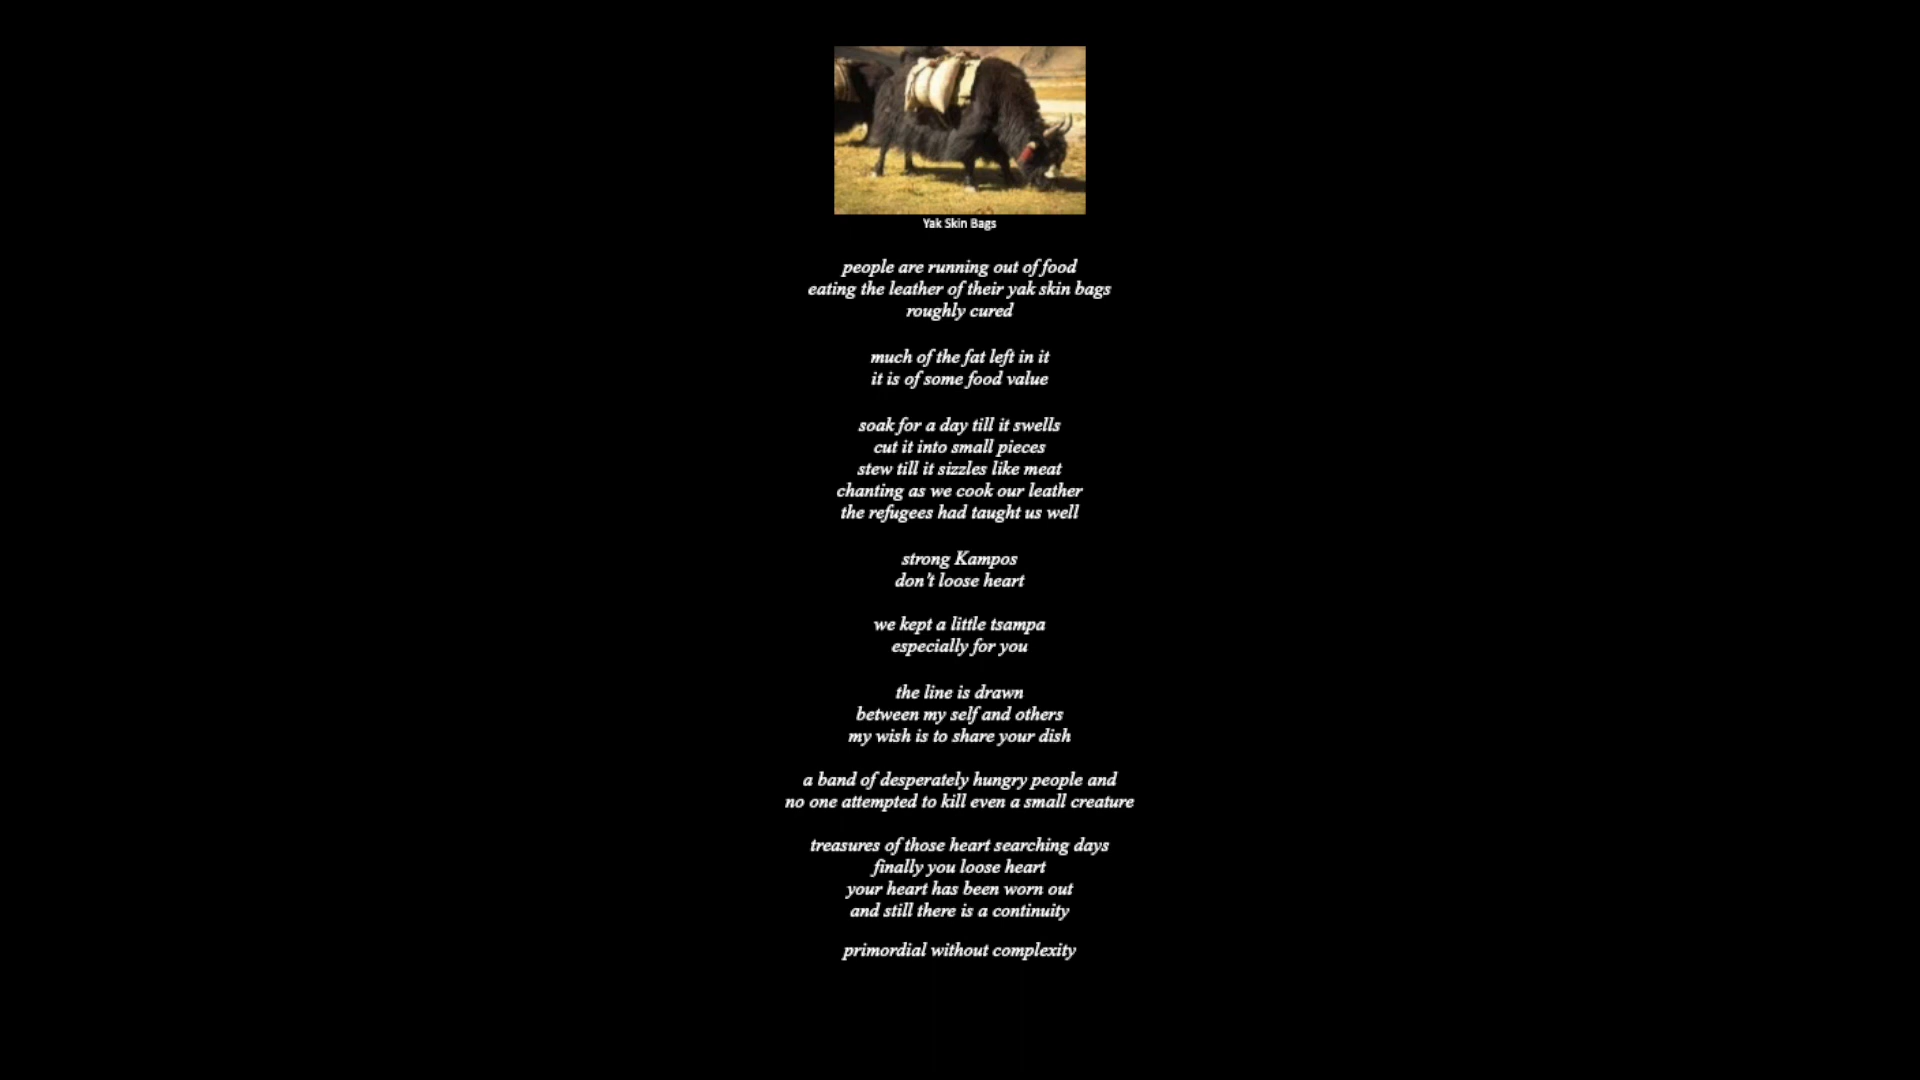 Yak Skin Bags
people are running out of food
eating the leather of their yak skin bags
roughly cured
much of the fat left in it
it is of some food value
soak for a day till it swells
cut it into small pieces
stew till it sizzles like meat
chanting as we cook our leather
the refugees had taught us well
strong Kampos
don't loose heart
we kept a little tsampa
especially for you
the line is drawn
between my self and others
my wish is to share your dish
a band of desperately hungry people and
no one attempted to kill even a small creature
treasures of those heart searching days
finally you loose heart
your heart has been worn out
and still there is a continuity
primordial without complexity